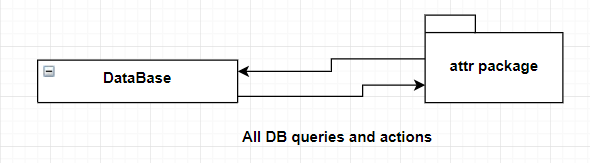 attr package
DataBase
All DB queries and actions